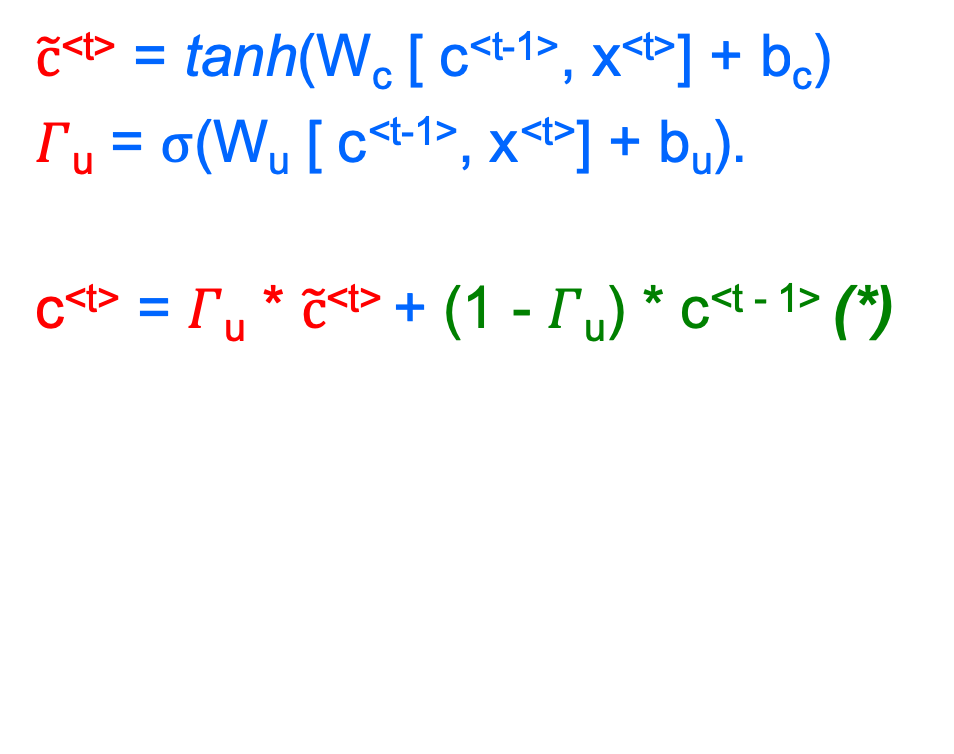 c̃<t> = tanh(Wc [ c<t-1>, x<t>] + bc)
Γu = σ(Wu [ c<t-1>, x<t>] + bu).
c<t> = Γu * c̃<t> + (1 - Γu) * c<t - 1> (*)